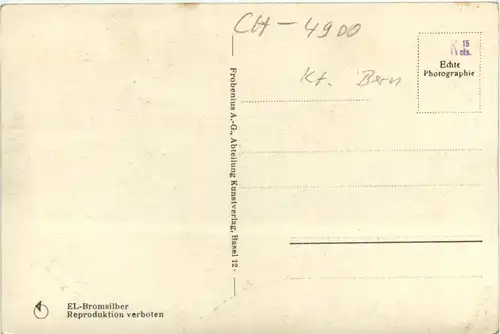 CH - 4900
Kt. Bern
K 15
cts.
Echte
Photographie
Frobenius A.-G., Abteilung Kunstverlag, Basel 12 -
EL-Bromsilber
Reproduktion verboten